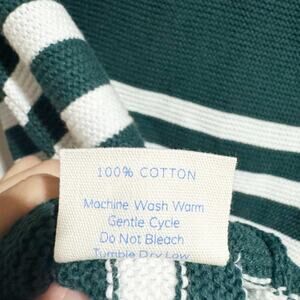 100% COTTON
Machine Wash Warm
Gentle Cycle
Do Not Bleach
Tumble Dry Low